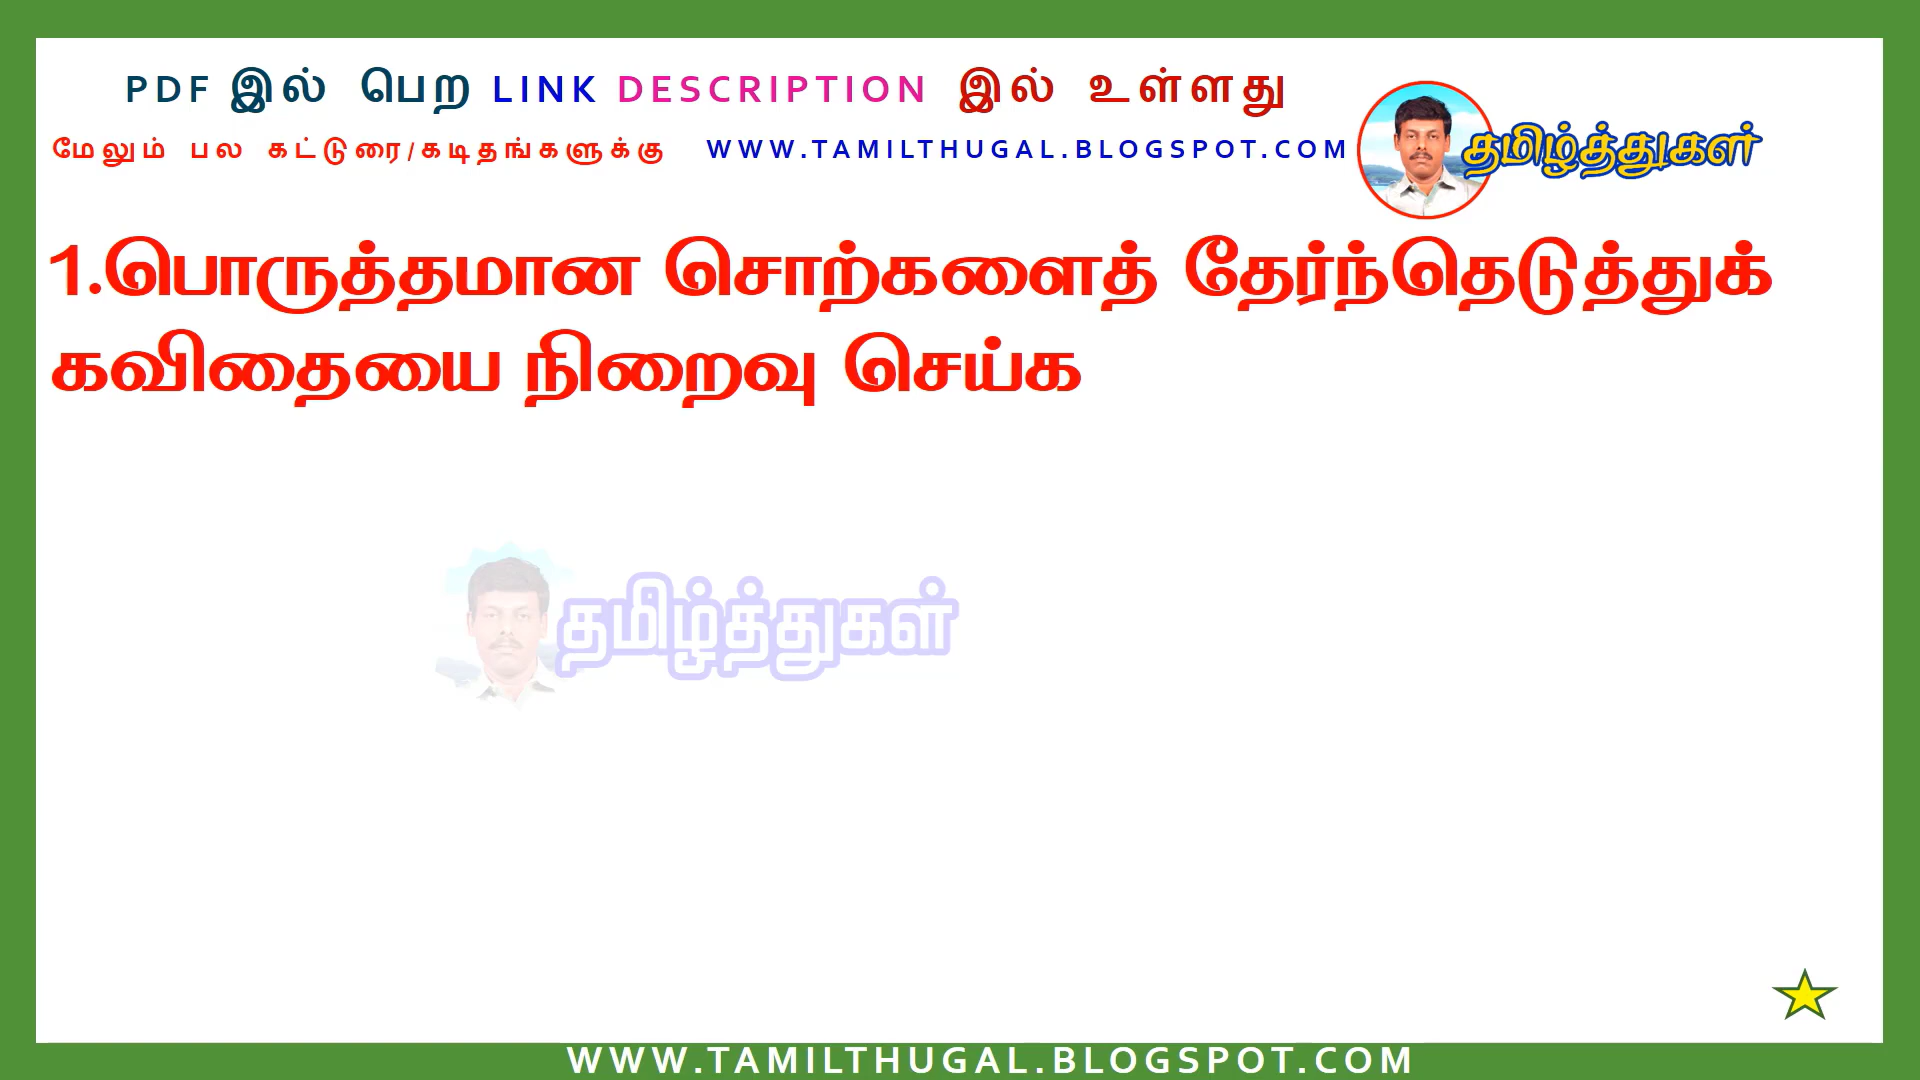 PDF இல் பெற LINK DESCRIPTION இல் உள்ளது
மேலும் பல கட்டுரை/கடிதங்களுக்கு WWW.TAMILTHUGAL.BLOGSPOT.COM
தமிழ்த்துகள்
1.பொருத்தமான சொற்களைத் தேர்ந்தெடுத்துக்
கவிதையை நிறைவு செய்க
தமிழ்த்துகள்
WWW.TAMILTHUGAL.BLOGSPOT.COM